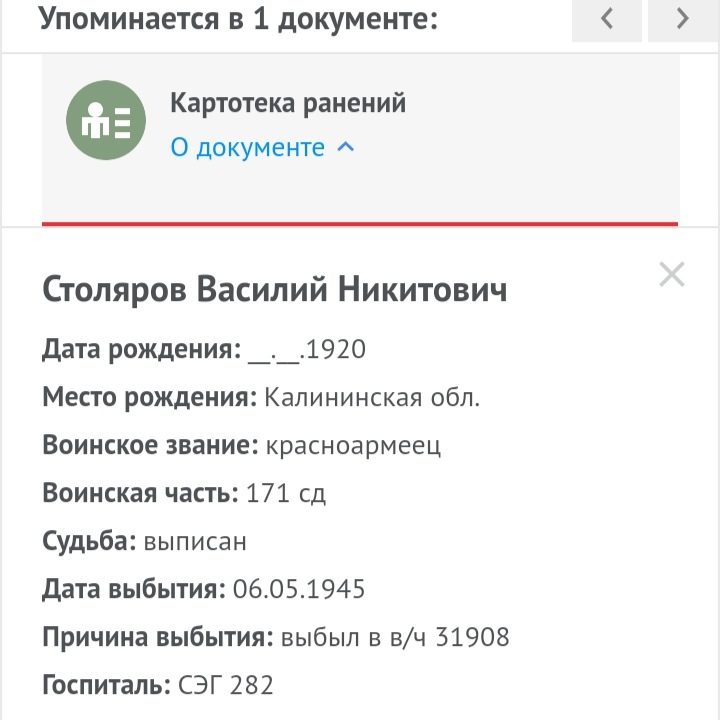 Упоминается в 1 документе:
Картотека ранений
О документе
Столяров Василий Никитович
Дата рождения: __.__.1920
Место рождения: Калининская обл.
Воинское звание: красноармеец
Воинская часть: 171 сд
Судьба: выписан
Дата выбытия: 06.05.1945
Причина выбытия: выбыл в в/ч 31908
Госпиталь: СЭГ 282